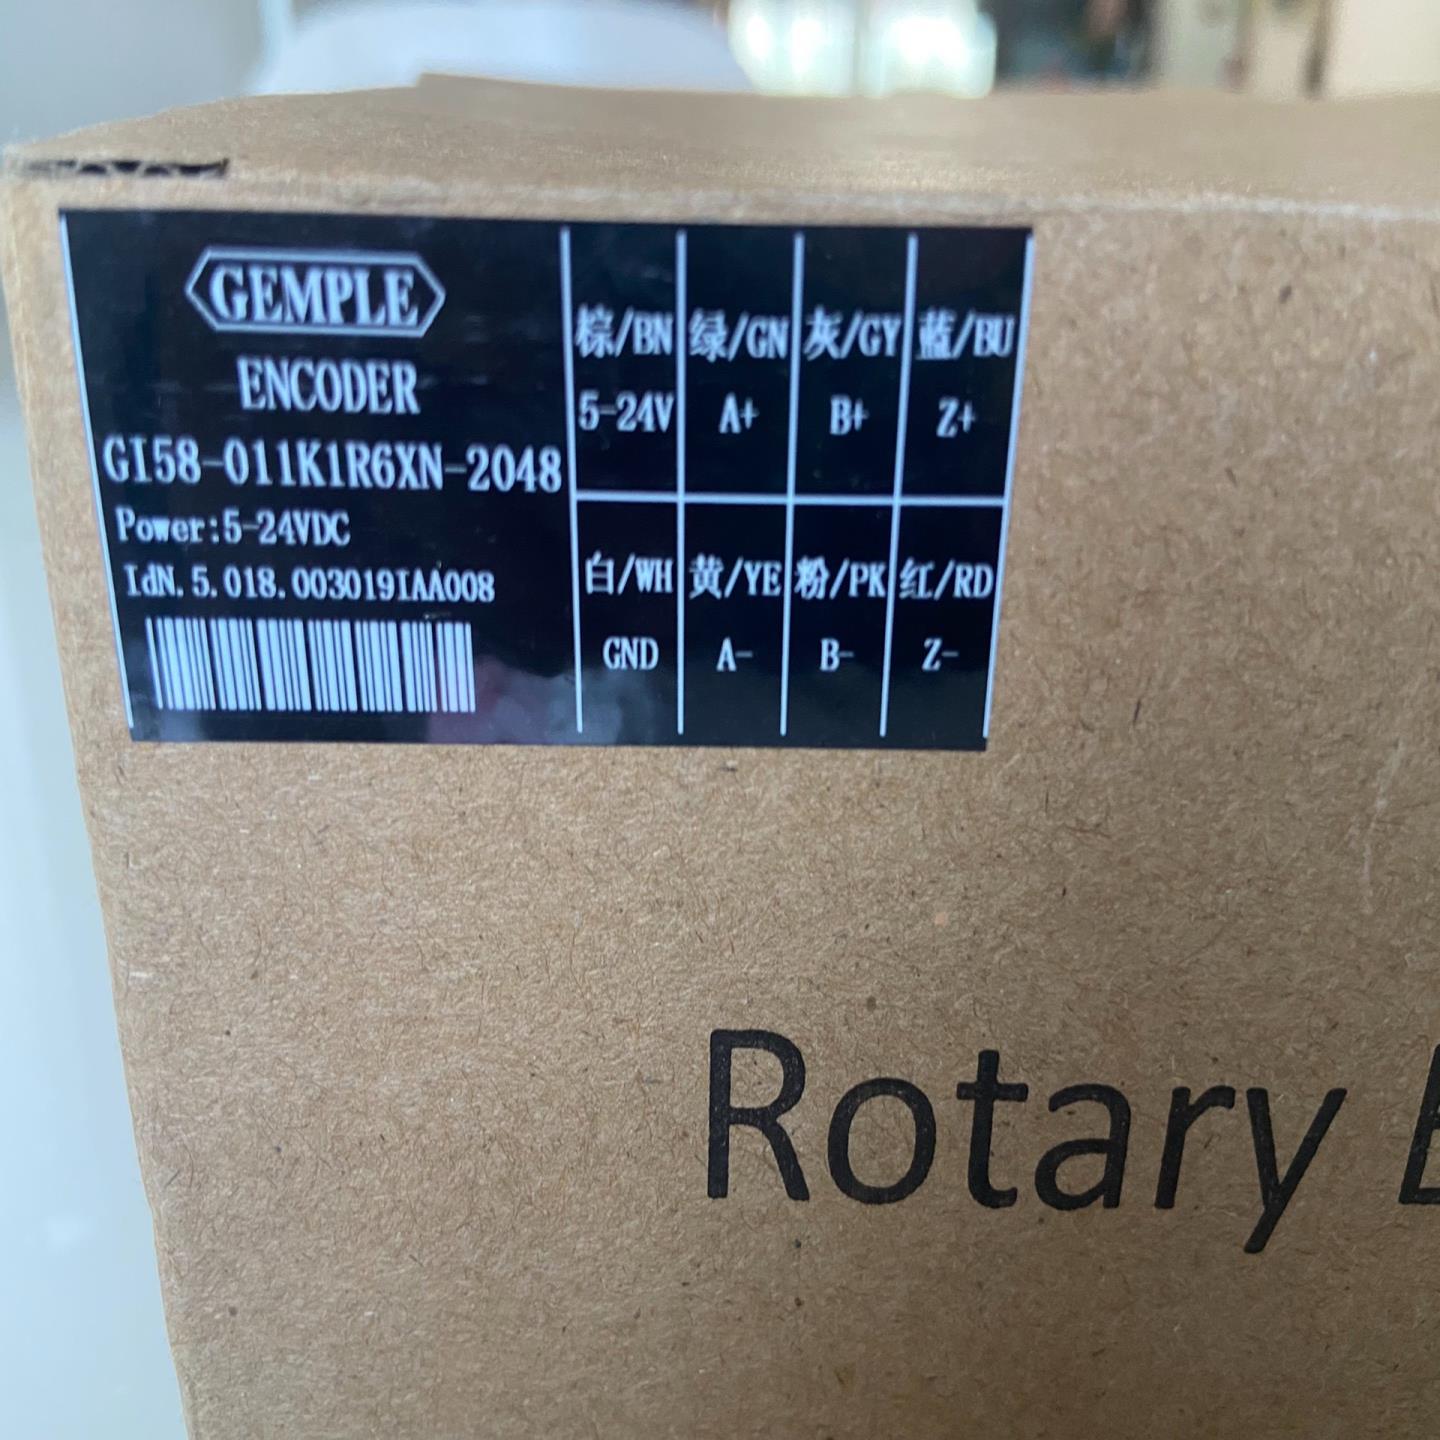 GEMPLE
ENCODER
GI58-011K1R6XN-2048
Power:5-24VDC
IdN.5.018.003019IAA008
棕/BN 绿/GN 灰/GY 蓝/BU
5-24V A+ B+ Z+
白/WH 黄/YE 粉/PK 红/RD
GND A- B- Z-
Rotary